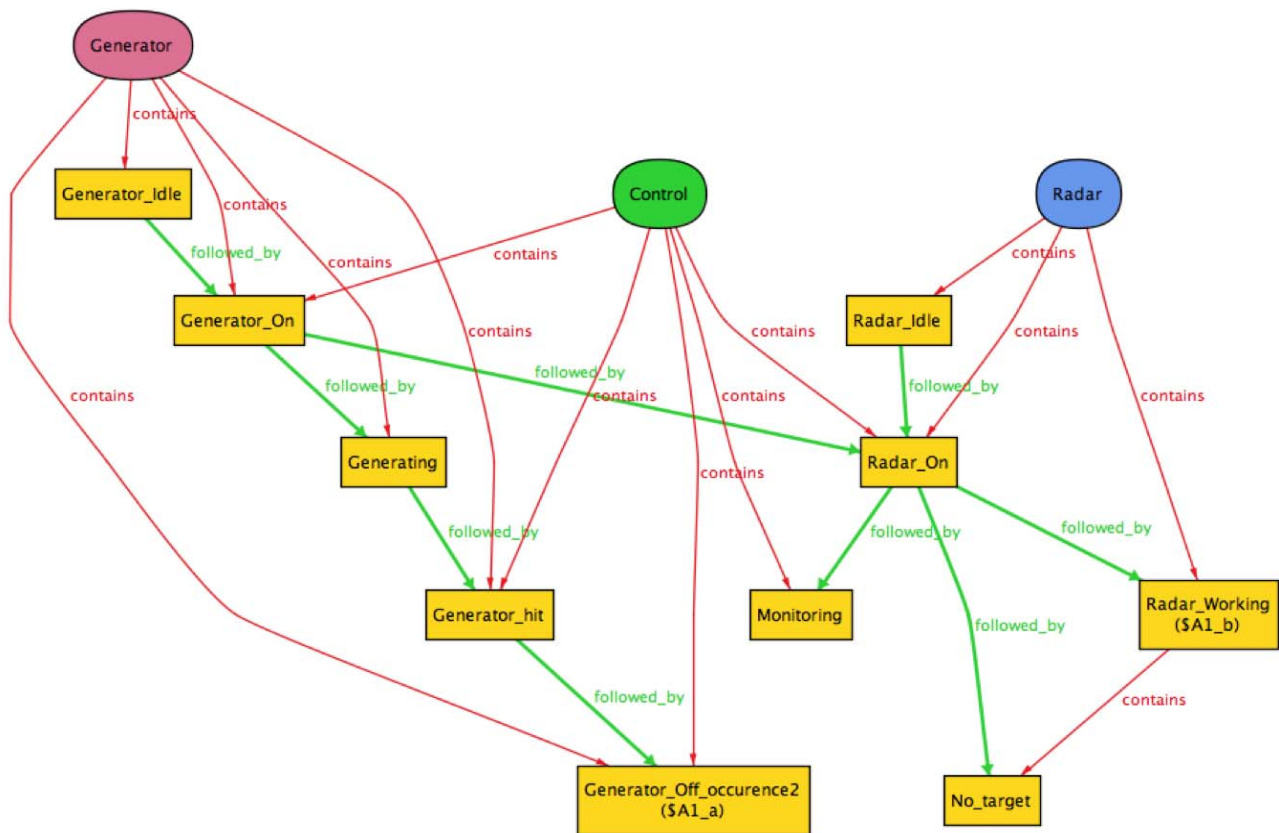 Generator
contains
Generator_Idle
Control
Radar
contains
followed_by
contains
contains
contains
Generator_On
Radar_Idle
contains
contains
contains
followed_by
followed_by
followed_by
contains
contains
contains
contains
Generating
Radar_On
contains
followed_by
followed_by
followed_by
Generator_hit
Monitoring
followed_by
Radar_Working
($A1_b)
followed_by
contains
Generator_Off_occurence2
($A1_a)
No_target